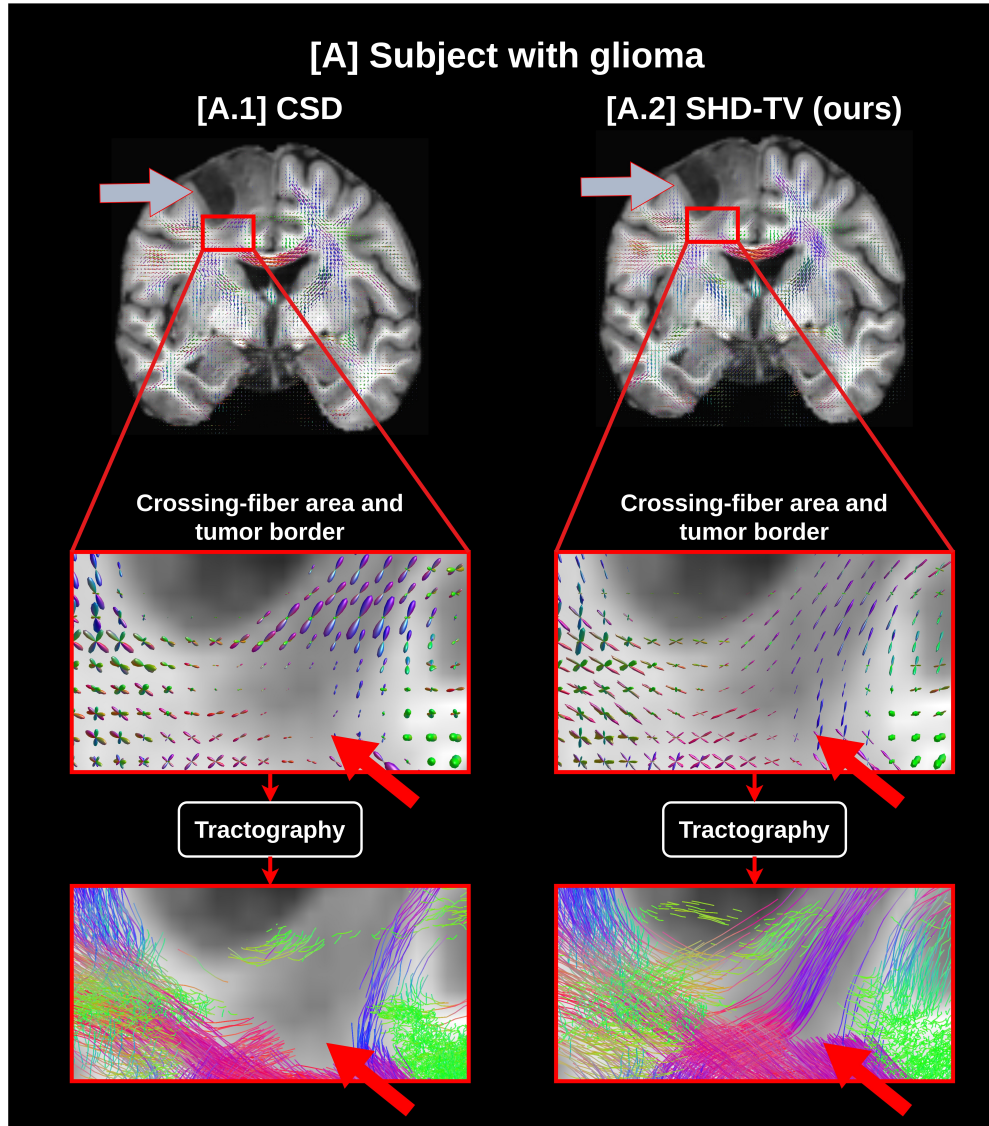 [A] Subject with glioma
[A.1] CSD
[A.2] SHD-TV (ours)
Crossing-fiber area and
tumor border
Crossing-fiber area and
tumor border
Tractography
Tractography